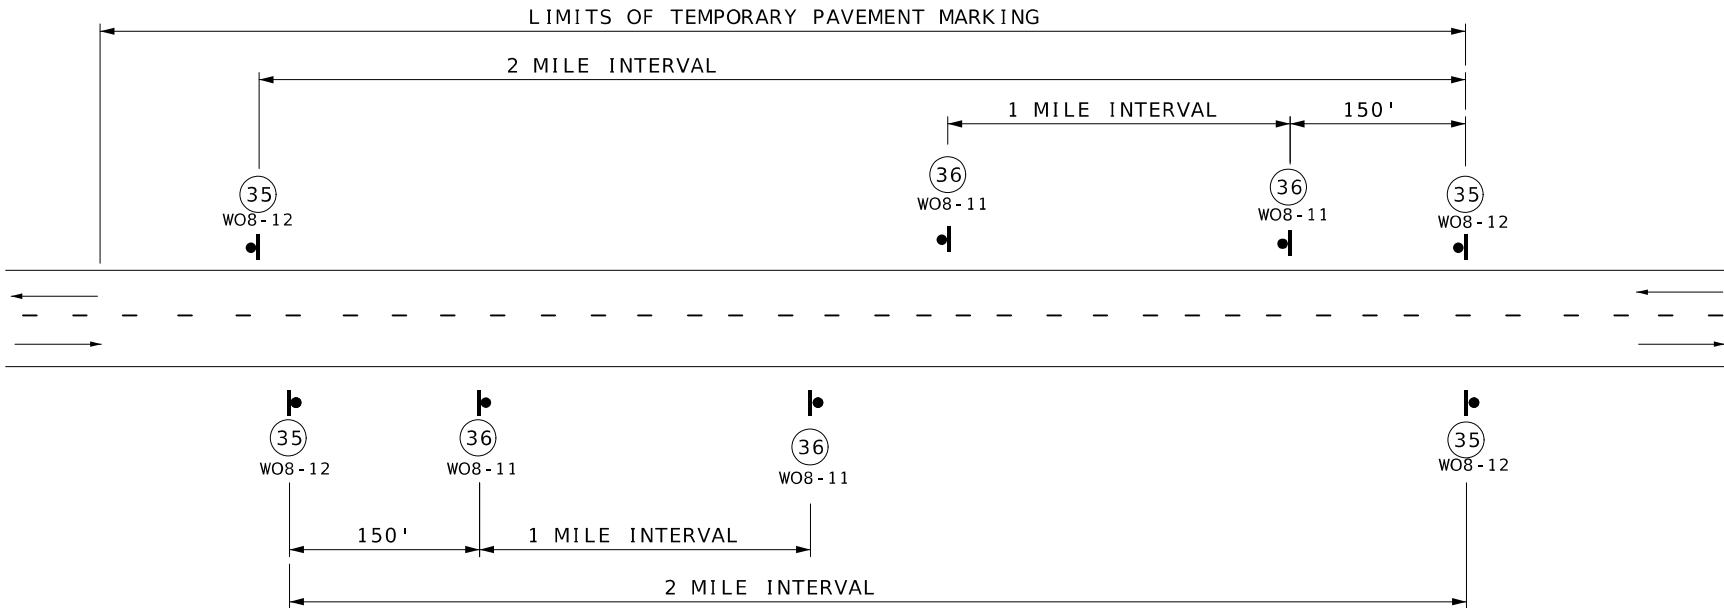 LIMITS OF TEMPORARY PAVEMENT MARKING
2 MILE INTERVAL
1 MILE INTERVAL 150'
35 36 36 35
WO8-12 WO8-11 WO8-11 WO8-12
35 36 36 35
WO8-12 WO8-11 WO8-11 WO8-12
150' 1 MILE INTERVAL
2 MILE INTERVAL